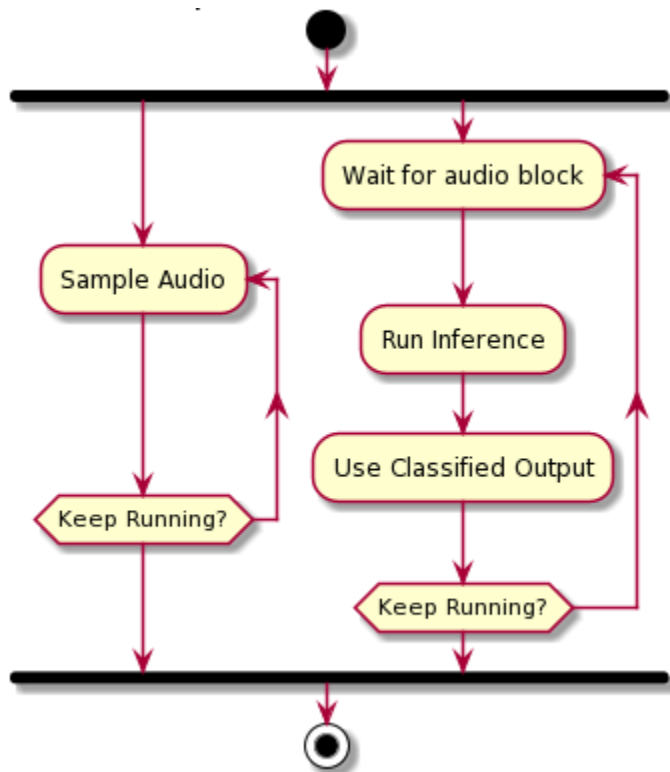 Wait for audio block
Sample Audio
Run Inference
Use Classified Output
Keep Running?
Keep Running?